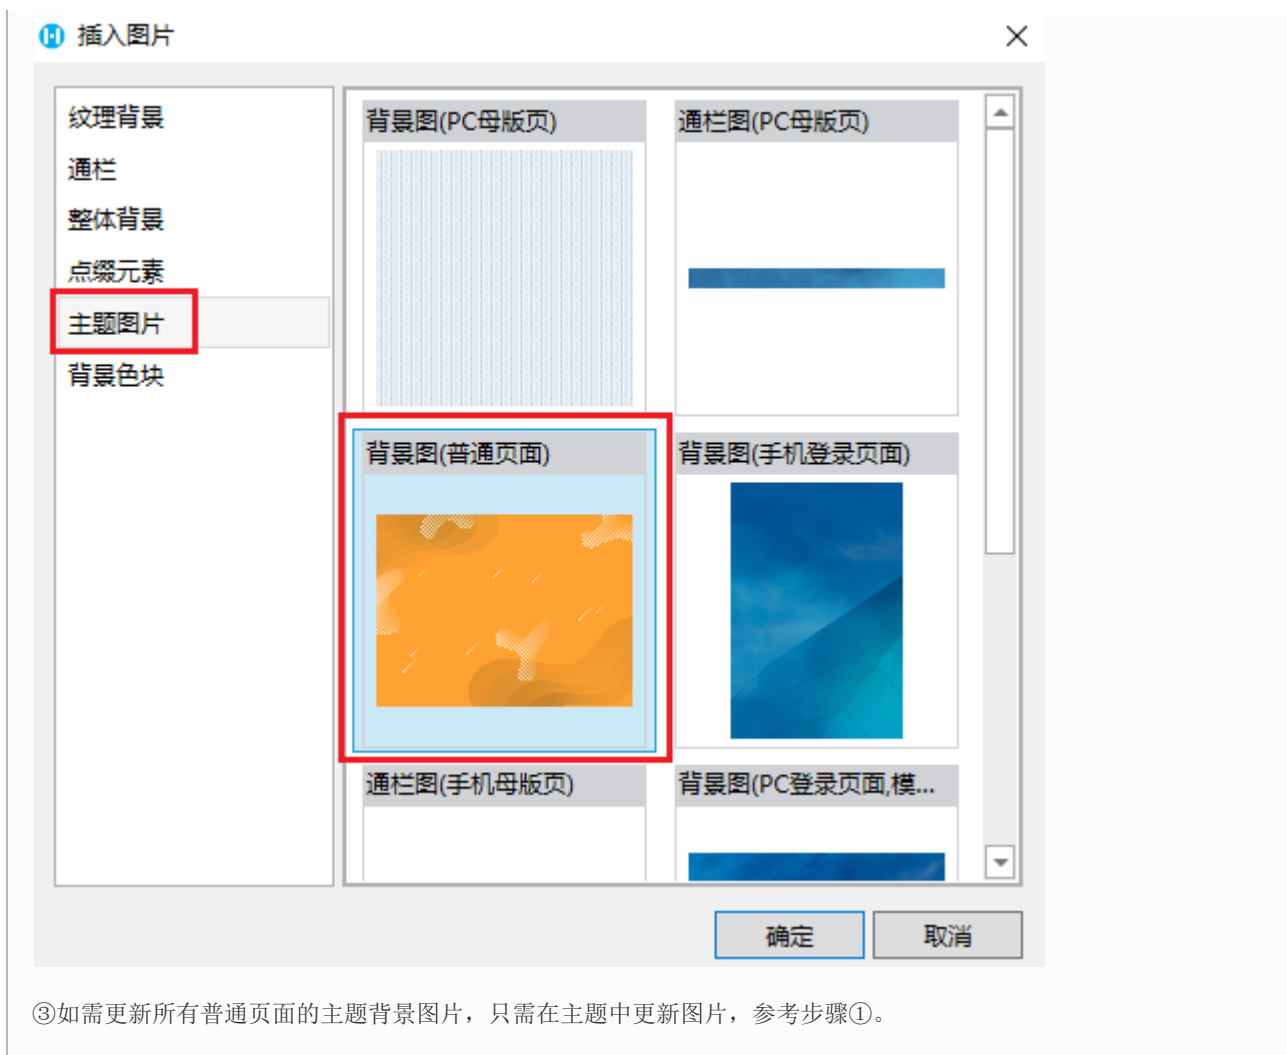 插入图片
纹理背景
通栏
整体背景
点缀元素
主题图片
背景色块
背景图(PC母版页)
通栏图(PC母版页)
背景图(普通页面)
背景图(手机登录页面)
通栏图(手机母版页)
背景图(PC登录页面,模...
确定
取消
③如需更新所有普通页面的主题背景图片，只需在主题中更新图片，参考步骤①。